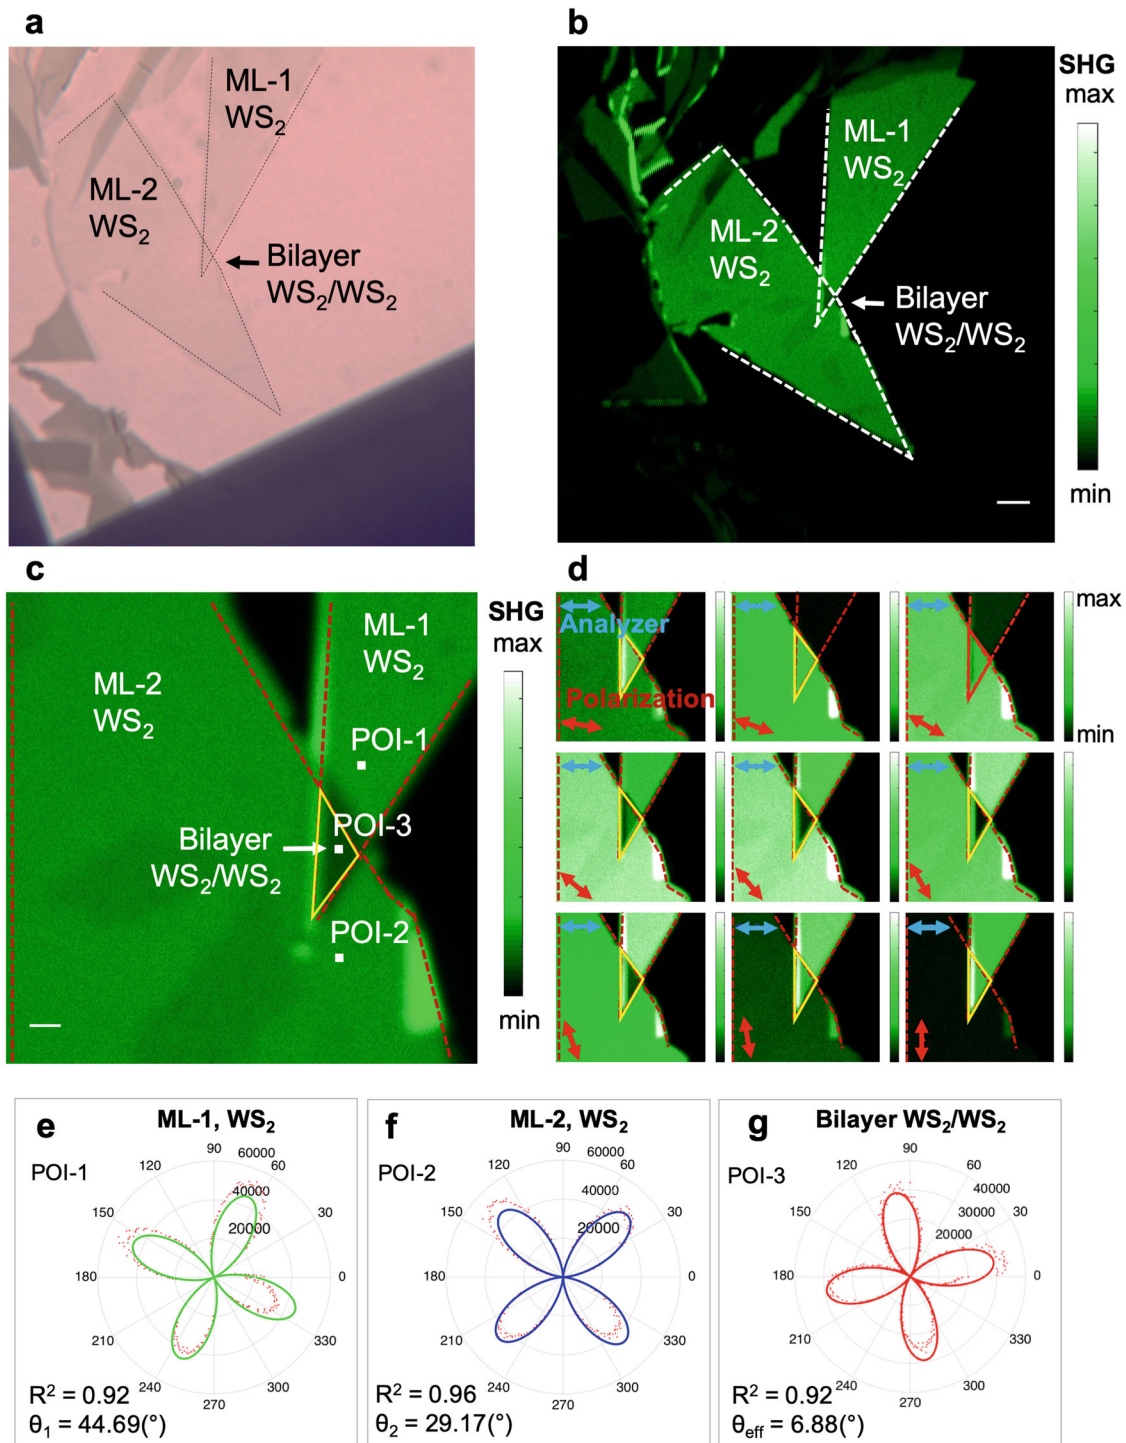 a
ML-1
WS2
ML-2
WS2
Bilayer
WS2/WS2
b
SHG
max
ML-1
WS2
ML-2
WS2
Bilayer
WS2/WS2
min
c
ML-1
WS2
ML-2
WS2
POI-1
POI-3
Bilayer
WS2/WS2
POI-2
SHG
max
min
d
Analyzer
Polarization
max
min
e
ML-1, WS2
POI-1
90
60000
120
60
40000
150
30
20000
180
0
210
330
240
300
270
R² = 0.92
θ1 = 44.69(°)
f
ML-2, WS2
POI-2
90
60000
120
60
40000
150
30
20000
180
0
210
330
240
300
270
R² = 0.96
θ2 = 29.17(°)
g
Bilayer WS2/WS2
POI-3
90
120
60
40000
150
30000
30
20000
180
0
210
330
240
300
270
R² = 0.92
θeff = 6.88(°)